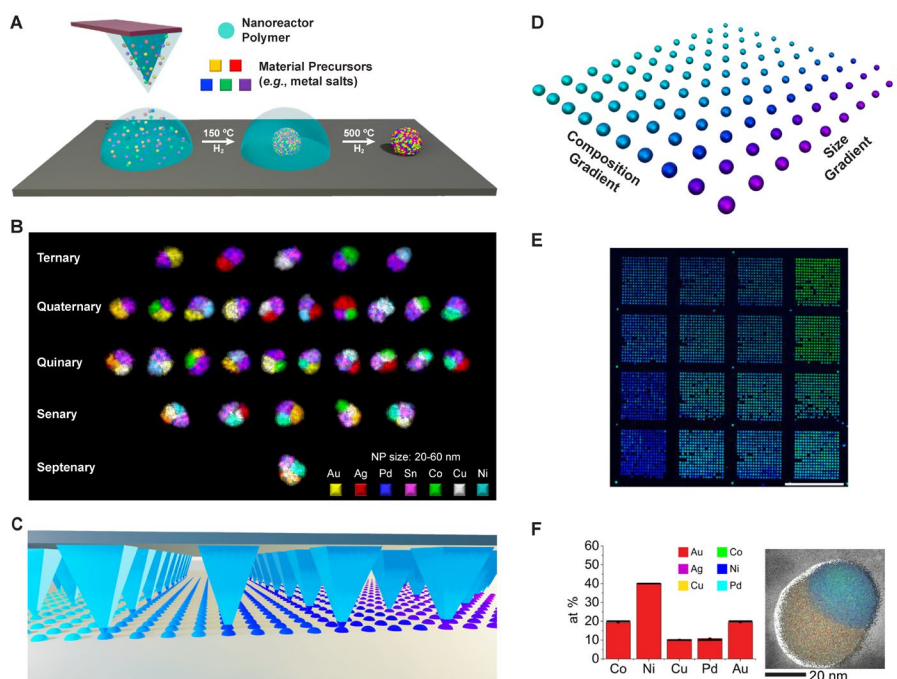 A
Nanoreactor
Polymer
Material Precursors
(e.g., metal salts)
150 ºC
H₂
500 ºC
H₂
B
Ternary
Quaternary
Quinary
Senary
Septenary
NP size: 20-60 nm
Au Ag Pd Sn Co Cu Ni
C
D
Composition
Gradient
Size
Gradient
E
F
60
50
40
30
20
10
0
at %
Au
Ag
Cu
Co
Ni
Pd
Co Ni Cu Pd Au
20 nm